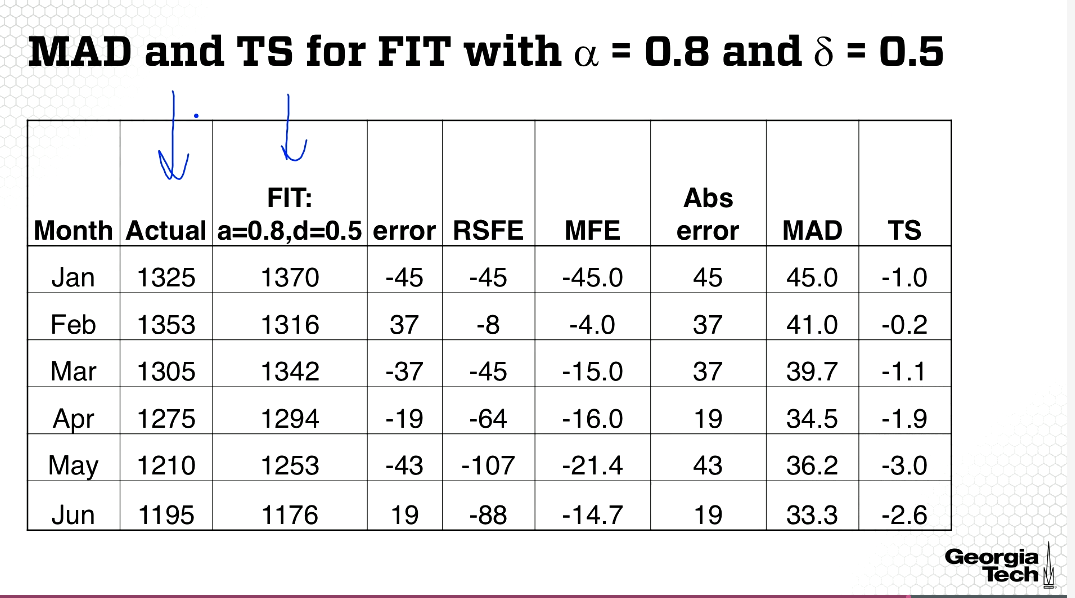 MAD and TS for FIT with α = 0.8 and δ = 0.5
Month Actual FIT: a=0.8,d=0.5 error RSFE MFE Abs error MAD TS
Jan 1325 1370 -45 -45 -45.0 45 45.0 -1.0
Feb 1353 1316 37 -8 -4.0 37 41.0 -0.2
Mar 1305 1342 -37 -45 -15.0 37 39.7 -1.1
Apr 1275 1294 -19 -64 -16.0 19 34.5 -1.9
May 1210 1253 -43 -107 -21.4 43 36.2 -3.0
Jun 1195 1176 19 -88 -14.7 19 33.3 -2.6
Georgia
Tech